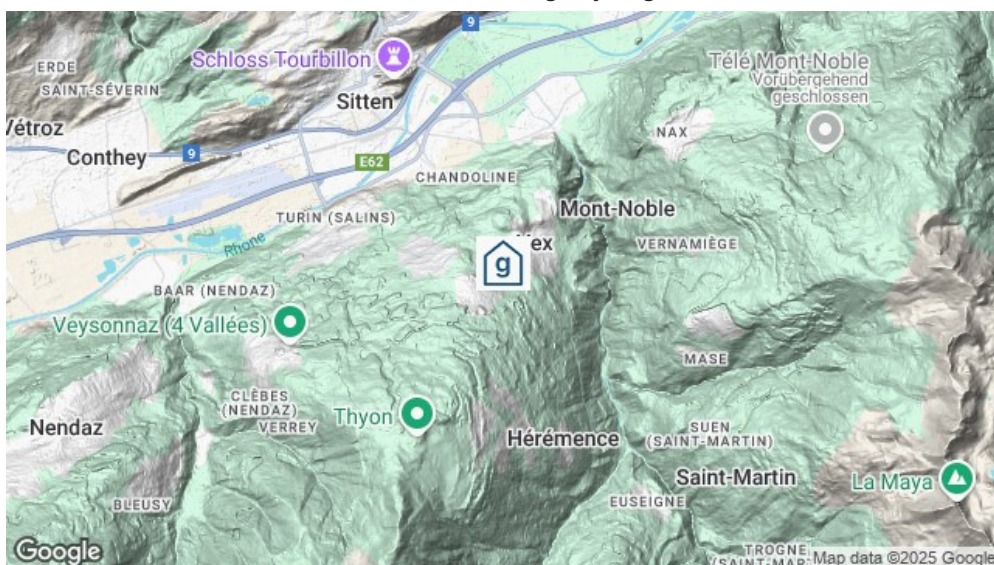 9
Schloss Tourbillon
Télé Mont-Noble
Vorübergehend
geschlossen
ERDE
SAINT-SÉVERIN
Sitten
Vétroz
NAX
Conthey
9
E62
CHANDOLINE
TURIN (SALINS)
Mont-Noble
Rhone
VERNAMIÈGE
g
BAAR (NENDAZ)
Veysonnaz (4 Vallées)
MASE
CLÈBES
(NENDAZ)
VERREY
Thyon
Nendaz
Hérémence
SUEN
(SAINT-MARTIN)
Saint-Martin
La Maya
BLEUSY
EUSEIGNE
Google
TROGNE
Map data ©2025 Google